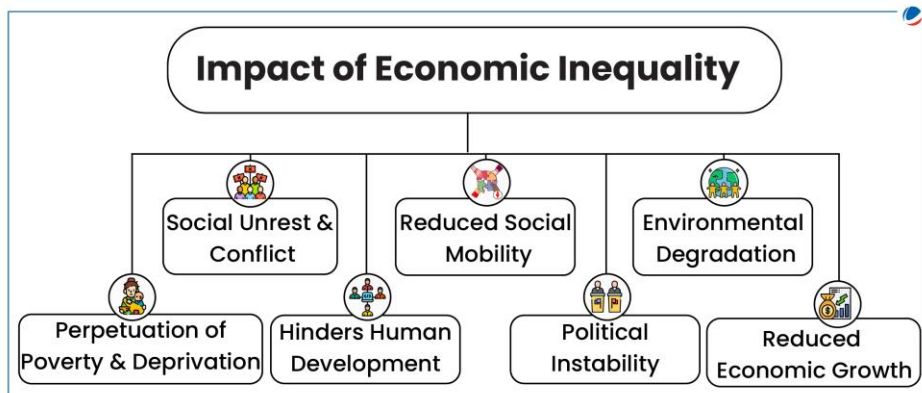 Impact of Economic Inequality
Social Unrest &
Conflict
Reduced Social
Mobility
Environmental
Degradation
Perpetuation of
Poverty & Deprivation
Hinders Human
Development
Political
Instability
Reduced
Economic Growth